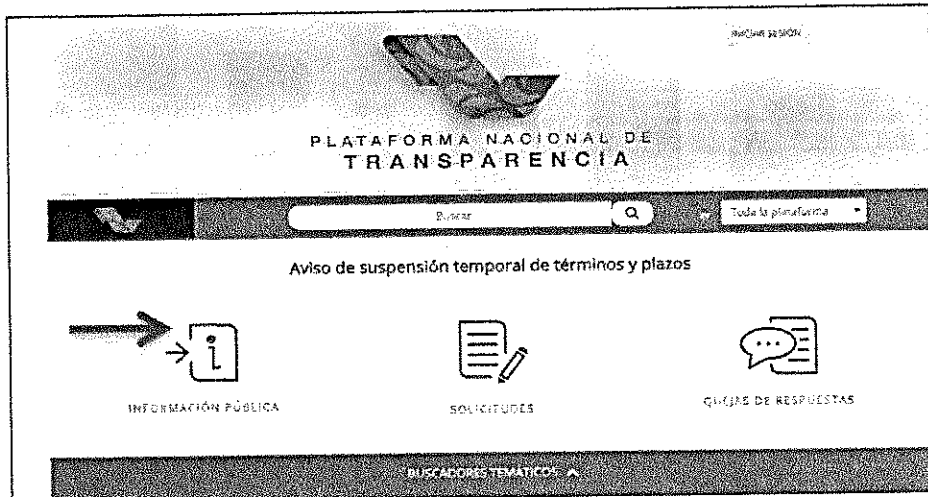 INICIAR SESIÓN
PLATAFORMA NACIONAL DE
TRANSPARENCIA
Buscar
en
Toda la plataforma
Aviso de suspensión temporal de términos y plazos
INFORMACIÓN PÚBLICA
SOLICITUDES
QUEJAS DE RESPUESTAS
BUSCADORES TEMÁTICOS